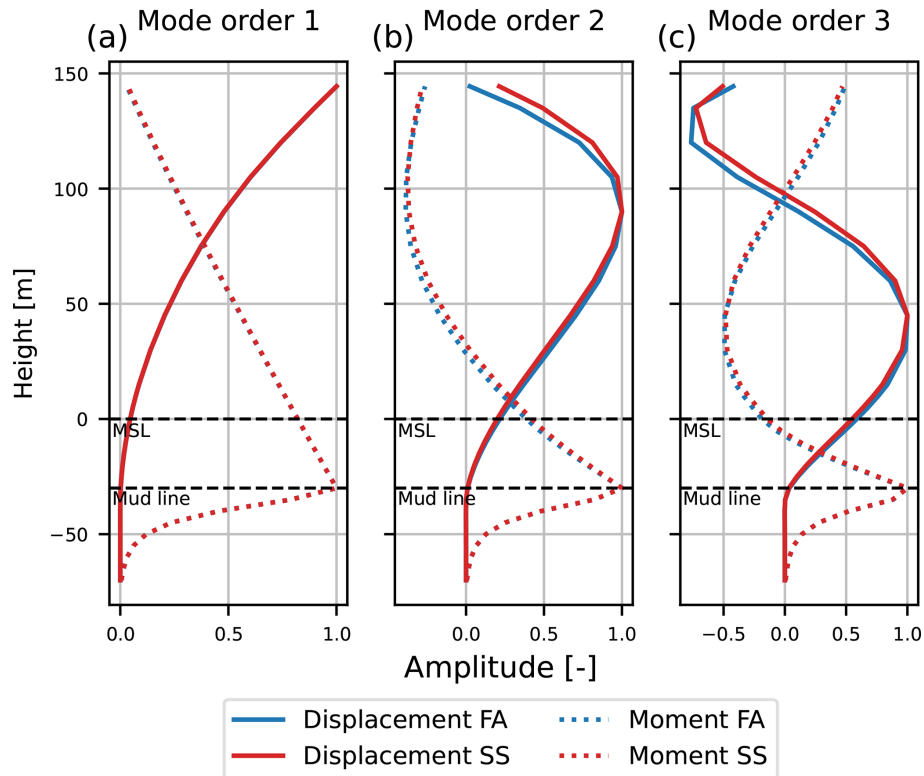 Mode order 1 Mode order 2 Mode order 3
(a) (b) (c)
150
100
50
0
−50
Height [m]
MSL MSL MSL
Mud line Mud line Mud line
0.0 0.5 1.0 0.0 0.5 1.0 −0.5 0.0 0.5 1.0
Amplitude [-]
Displacement FA Moment FA
Displacement SS Moment SS